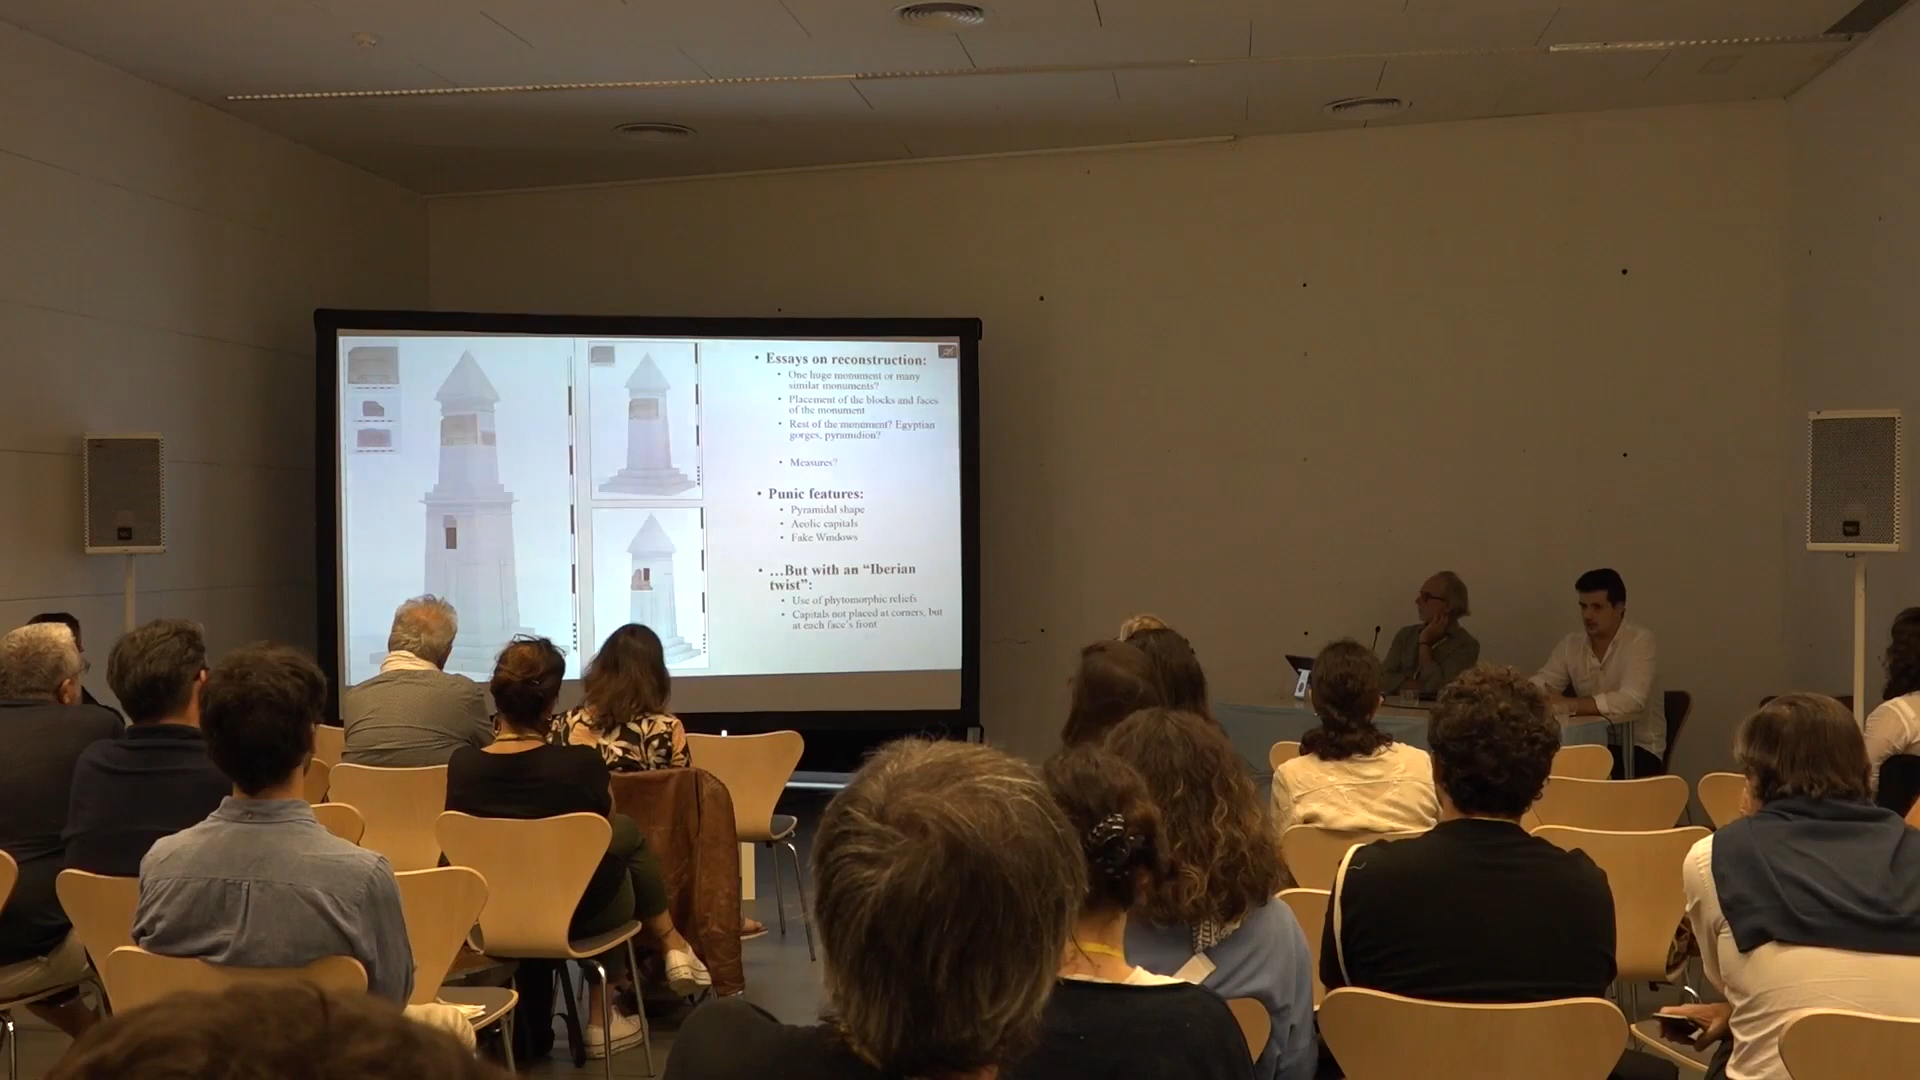 • Essays on reconstruction:
• One huge monument or many
similar monuments?
• Placement of the blocks and faces
of the monument
• Rest of the monument? Egyptian
gorges, pyramidion?
• Measures?
• Punic features:
• Pyramidal shape
• Aeolic capitals
• Fake Windows
• …But with an “Iberian
twist”:
• Use of phytomorphic reliefs
• Capitals not placed at corners, but
at each face’s front